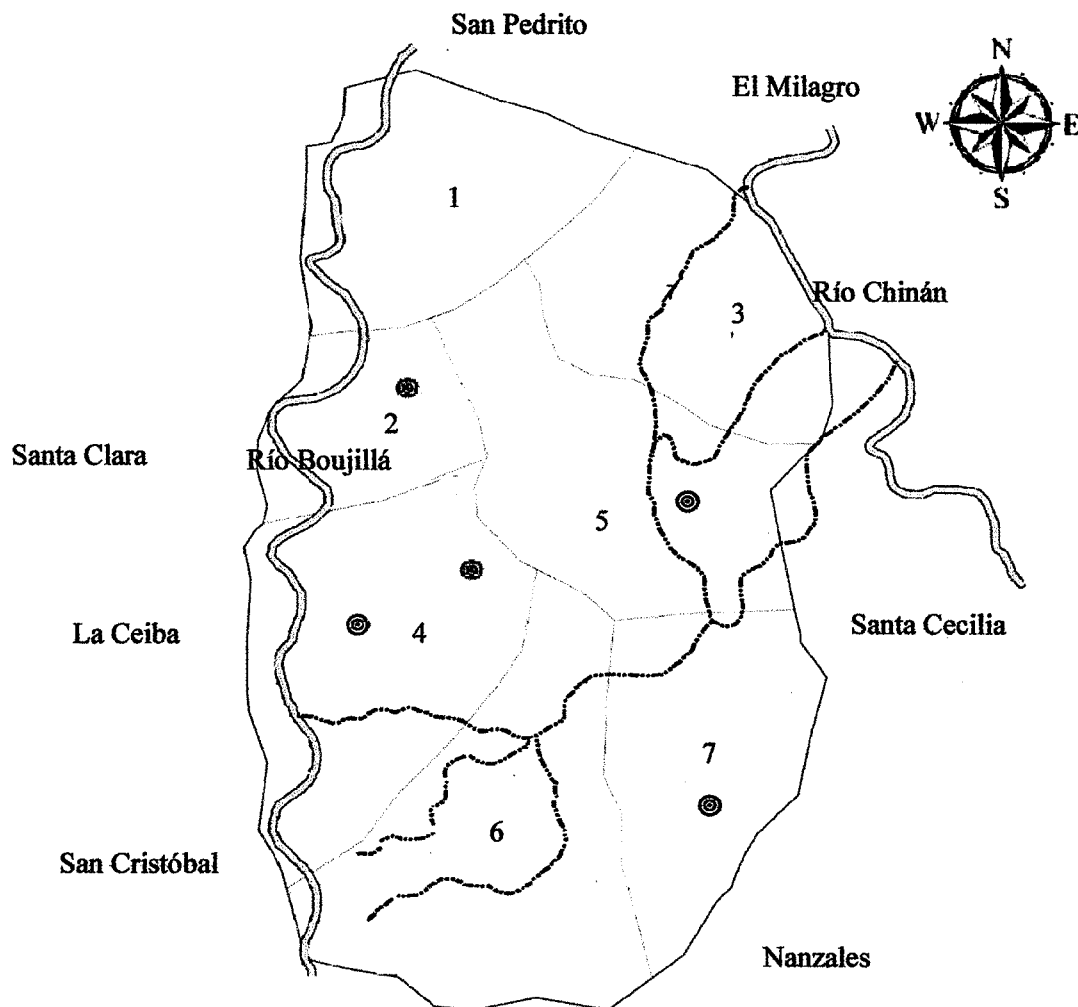 San Pedrito
El Milagro
N
W E
S
1
Río Chinán
3
2
Santa Clara
Río Boujillá
5
La Ceiba
4
Santa Cecilia
7
6
San Cristóbal
Nanzales